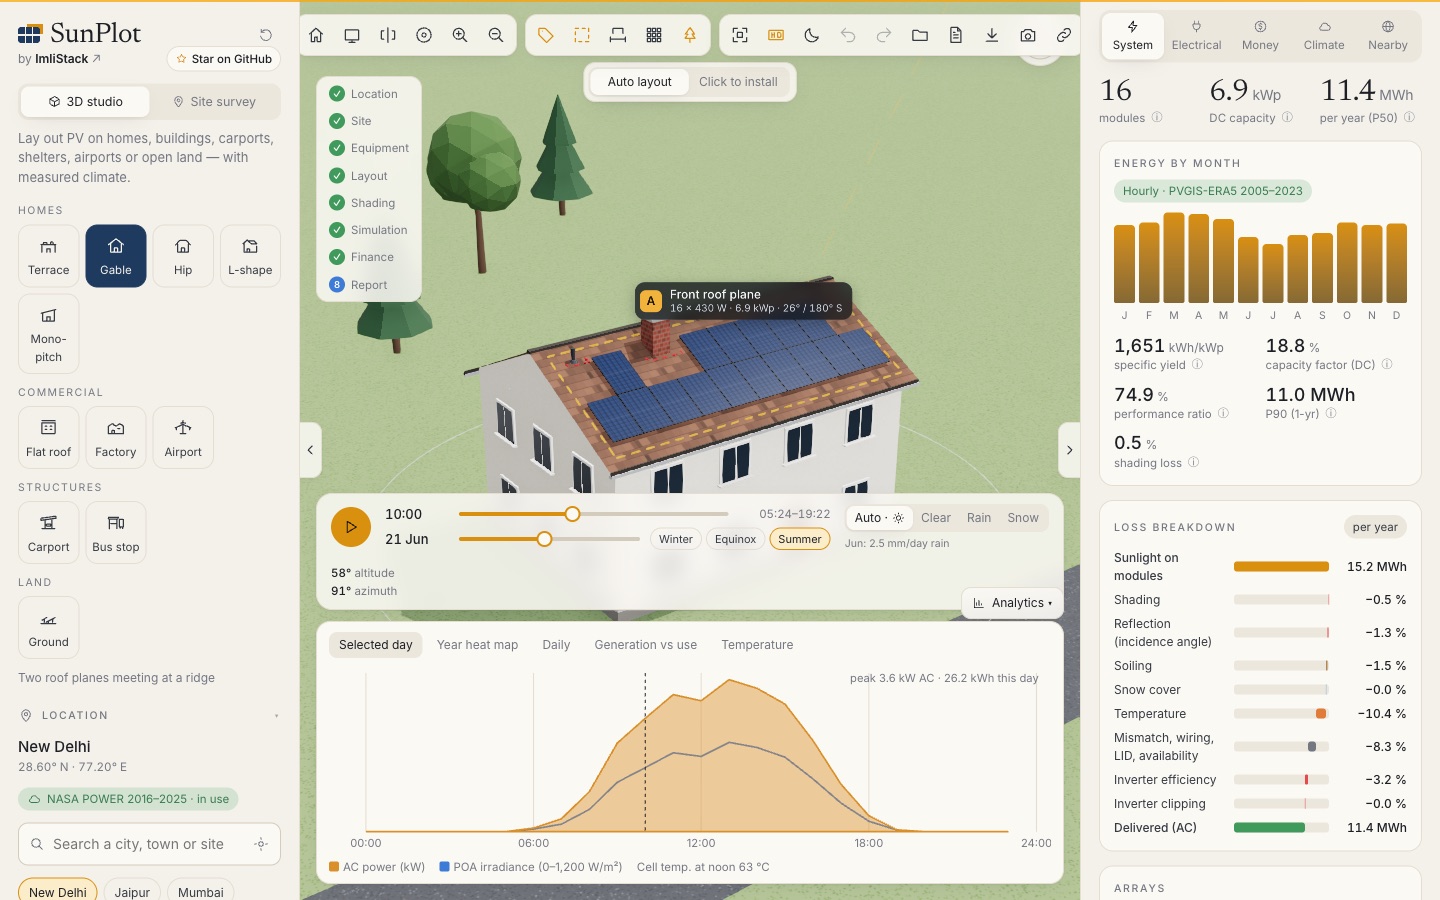 SunPlot
by ImliStack ↗
Star on GitHub
3D studio
Site survey
Lay out PV on homes, buildings, carports,
shelters, airports or open land — with
measured climate.
HOMES
Terrace
Gable
Hip
L-shape
Mono-
pitch
COMMERCIAL
Flat roof
Factory
Airport
STRUCTURES
Carport
Bus stop
LAND
Ground
Two roof planes meeting at a ridge
LOCATION
New Delhi
28.60° N · 77.20° E
NASA POWER 2016–2025 · in use
Search a city, town or site
New Delhi
Jaipur
Mumbai
HD
Auto layout
Click to install
Location
Site
Equipment
Layout
Shading
Simulation
Finance
8 Report
A
Front roof plane
16 × 430 W · 6.9 kWp · 26° / 180° S
10:00
05:24–19:22
21 Jun
Winter
Equinox
Summer
Auto ·
Clear
Rain
Snow
Jun: 2.5 mm/day rain
58° altitude
91° azimuth
Analytics
Selected day
Year heat map
Daily
Generation vs use
Temperature
peak 3.6 kW AC · 26.2 kWh this day
00:00
06:00
12:00
18:00
24:00
AC power (kW)
POA irradiance (0–1,200 W/m²)
Cell temp. at noon 63 °C
System
Electrical
Money
Climate
Nearby
16
modules
6.9 kWp
DC capacity
11.4 MWh
per year (P50)
ENERGY BY MONTH
Hourly · PVGIS-ERA5 2005–2023
J F M A M J J A S O N D
1,651 kWh/kWp
specific yield
18.8 %
capacity factor (DC)
74.9 %
performance ratio
11.0 MWh
P90 (1-yr)
0.5 %
shading loss
LOSS BREAKDOWN
per year
Sunlight on
modules
15.2 MWh
Shading
−0.5 %
Reflection
(incidence angle)
−1.3 %
Soiling
−1.5 %
Snow cover
−0.0 %
Temperature
−10.4 %
Mismatch, wiring,
LID, availability
−8.3 %
Inverter efficiency
−3.2 %
Inverter clipping
−0.0 %
Delivered (AC)
11.4 MWh
ARRAYS